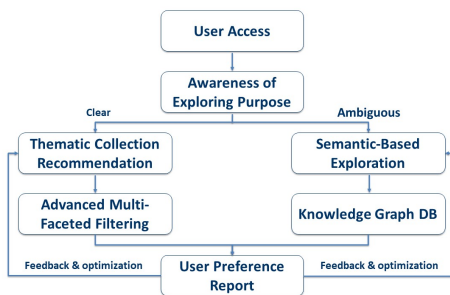 User Access
Awareness of
Exploring Purpose
Clear
Ambiguous
Thematic Collection
Recommendation
Semantic-Based
Exploration
Advanced Multi-
Faceted Filtering
Knowledge Graph DB
Feedback & optimization
User Preference
Report
Feedback & optimization